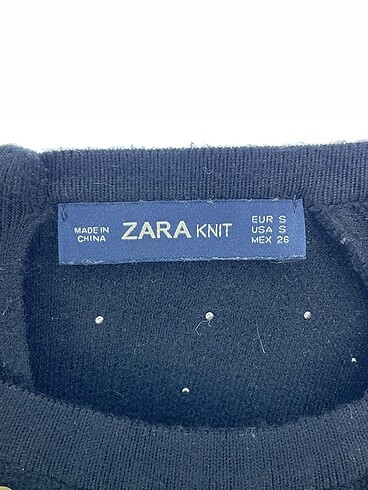 MADE IN
CHINA
ZARA KNIT
EUR S
USA S
MEX 26